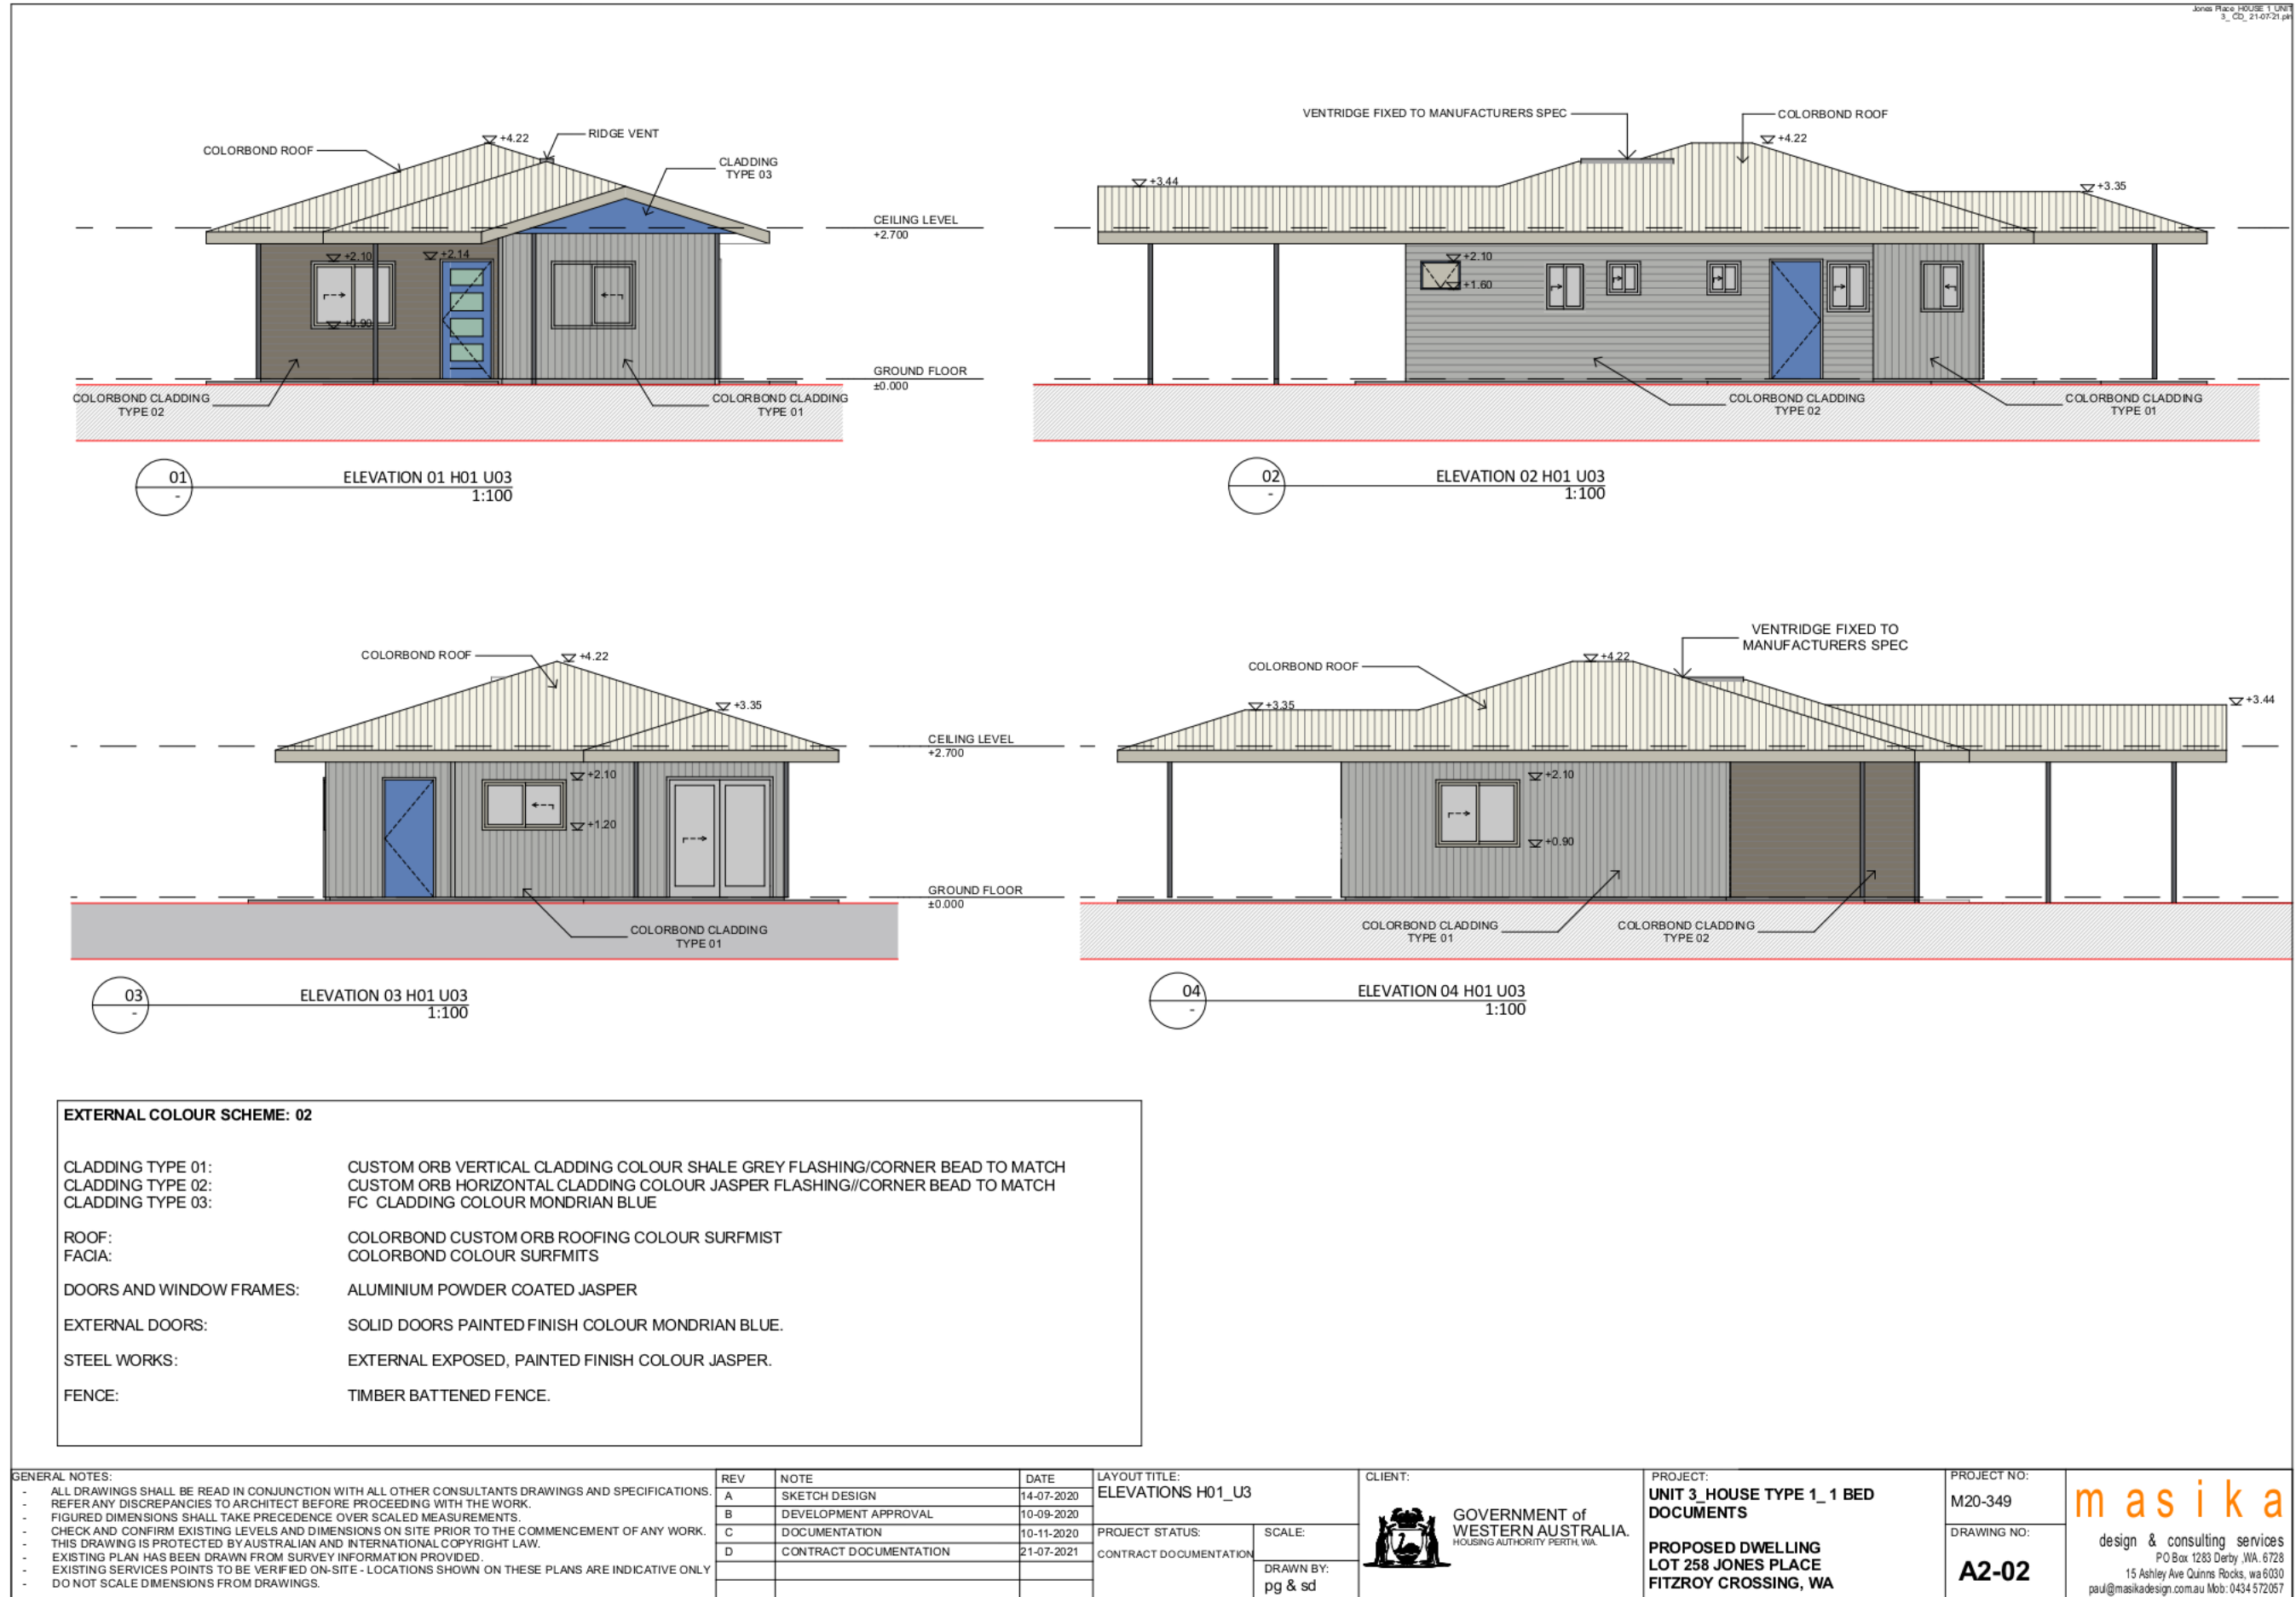 Jones Place HOUSE 1 UNIT
3_ CD_ 21-07-21.pln
COLORBOND ROOF
+4.22
RIDGE VENT
CLADDING
TYPE 03
+2.10
+2.14
+0.90
CEILING LEVEL
+2.700
GROUND FLOOR
±0.000
COLORBOND CLADDING
TYPE 02
COLORBOND CLADDING
TYPE 01
01
-
ELEVATION 01 H01 U03
1:100
VENTRIDGE FIXED TO MANUFACTURERS SPEC
COLORBOND ROOF
+4.22
+3.44
+3.35
+2.10
+1.60
COLORBOND CLADDING
TYPE 02
COLORBOND CLADDING
TYPE 01
02
-
ELEVATION 02 H01 U03
1:100
COLORBOND ROOF
+4.22
+3.35
CEILING LEVEL
+2.700
+2.10
+1.20
GROUND FLOOR
±0.000
COLORBOND CLADDING
TYPE 01
03
-
ELEVATION 03 H01 U03
1:100
VENTRIDGE FIXED TO
MANUFACTURERS SPEC
COLORBOND ROOF
+4.22
+3.35
+3.44
+2.10
+0.90
COLORBOND CLADDING
TYPE 01
COLORBOND CLADDING
TYPE 02
04
-
ELEVATION 04 H01 U03
1:100
EXTERNAL COLOUR SCHEME: 02
CLADDING TYPE 01: CUSTOM ORB VERTICAL CLADDING COLOUR SHALE GREY FLASHING/CORNER BEAD TO MATCH
CLADDING TYPE 02: CUSTOM ORB HORIZONTAL CLADDING COLOUR JASPER FLASHING//CORNER BEAD TO MATCH
CLADDING TYPE 03: FC CLADDING COLOUR MONDRIAN BLUE
ROOF: COLORBOND CUSTOM ORB ROOFING COLOUR SURFMIST
FACIA: COLORBOND COLOUR SURFMITS
DOORS AND WINDOW FRAMES: ALUMINIUM POWDER COATED JASPER
EXTERNAL DOORS: SOLID DOORS PAINTED FINISH COLOUR MONDRIAN BLUE.
STEEL WORKS: EXTERNAL EXPOSED, PAINTED FINISH COLOUR JASPER.
FENCE: TIMBER BATTENED FENCE.
GENERAL NOTES:
- ALL DRAWINGS SHALL BE READ IN CONJUNCTION WITH ALL OTHER CONSULTANTS DRAWINGS AND SPECIFICATIONS.
- REFER ANY DISCREPANCIES TO ARCHITECT BEFORE PROCEEDING WITH THE WORK.
- FIGURED DIMENSIONS SHALL TAKE PRECEDENCE OVER SCALED MEASUREMENTS.
- CHECK AND CONFIRM EXISTING LEVELS AND DIMENSIONS ON SITE PRIOR TO THE COMMENCEMENT OF ANY WORK.
- THIS DRAWING IS PROTECTED BY AUSTRALIAN AND INTERNATIONAL COPYRIGHT LAW.
- EXISTING PLAN HAS BEEN DRAWN FROM SURVEY INFORMATION PROVIDED.
- EXISTING SERVICES POINTS TO BE VERIFIED ON-SITE - LOCATIONS SHOWN ON THESE PLANS ARE INDICATIVE ONLY
- DO NOT SCALE DIMENSIONS FROM DRAWINGS.
REV NOTE DATE
A SKETCH DESIGN 14-07-2020
B DEVELOPMENT APPROVAL 10-09-2020
C DOCUMENTATION 10-11-2020
D CONTRACT DOCUMENTATION 21-07-2021
LAYOUT TITLE:
ELEVATIONS H01_U3
PROJECT STATUS:
CONTRACT DOCUMENTATION
SCALE:
DRAWN BY:
pg & sd
CLIENT:
GOVERNMENT of
WESTERN AUSTRALIA.
HOUSING AUTHORITY PERTH, WA.
PROJECT:
UNIT 3_HOUSE TYPE 1_ 1 BED
DOCUMENTS
PROPOSED DWELLING
LOT 258 JONES PLACE
FITZROY CROSSING, WA
PROJECT NO:
M20-349
DRAWING NO:
A2-02
masika
design & consulting services
PO Box 1283 Derby ,WA. 6728
15 Ashley Ave Quinns Rocks, wa 6030
paul@masikadesign.com.au Mob: 0434 572057